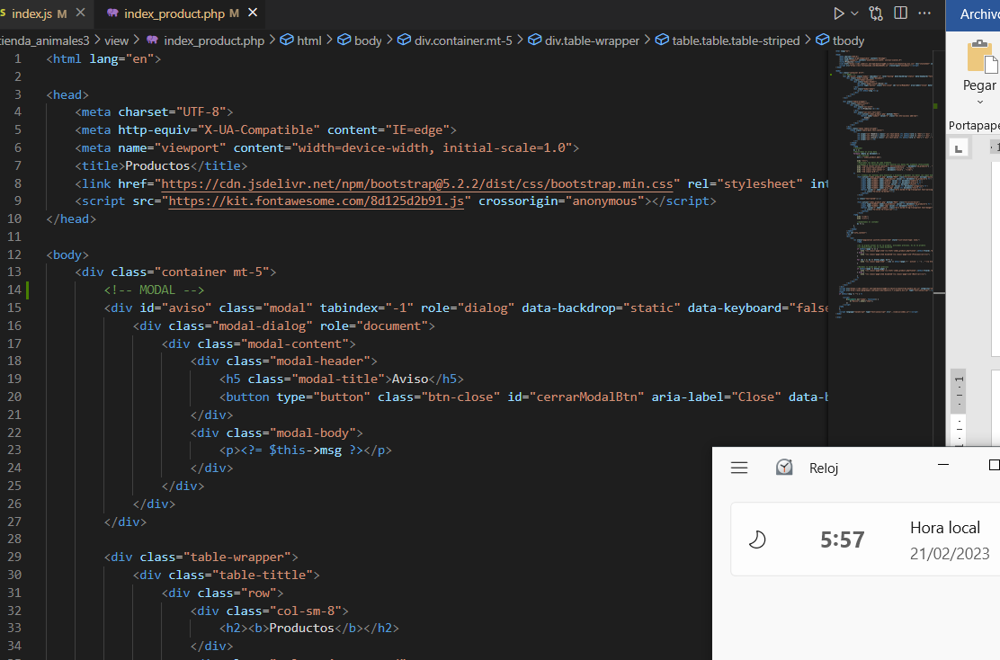 index.js M
index_product.php M
tienda_animales3 > view > index_product.php > html > body > div.container.mt-5 > div.table-wrapper > table.table.table-striped > tbody
1 <html lang="en">
2
3 <head>
4 <meta charset="UTF-8">
5 <meta http-equiv="X-UA-Compatible" content="IE=edge">
6 <meta name="viewport" content="width=device-width, initial-scale=1.0">
7 <title>Productos</title>
8 <link href="https://cdn.jsdelivr.net/npm/bootstrap@5.2.2/dist/css/bootstrap.min.css" rel="stylesheet" int
9 <script src="https://kit.fontawesome.com/8d125d2b91.js" crossorigin="anonymous"></script>
10 </head>
11
12 <body>
13 <div class="container mt-5">
14 <!-- MODAL -->
15 <div id="aviso" class="modal" tabindex="-1" role="dialog" data-backdrop="static" data-keyboard="false
16 <div class="modal-dialog" role="document">
17 <div class="modal-content">
18 <div class="modal-header">
19 <h5 class="modal-title">Aviso</h5>
20 <button type="button" class="btn-close" id="cerrarModalBtn" aria-label="Close" data-b
21 </div>
22 <div class="modal-body">
23 <p><?= $this->msg ?></p>
24 </div>
25 </div>
26 </div>
27 </div>
28
29 <div class="table-wrapper">
30 <div class="table-tittle">
31 <div class="row">
32 <div class="col-sm-8">
33 <h2><b>Productos</b></h2>
34 </div>
Archivo
Pegar
Portapape
Reloj
5:57
Hora local
21/02/2023